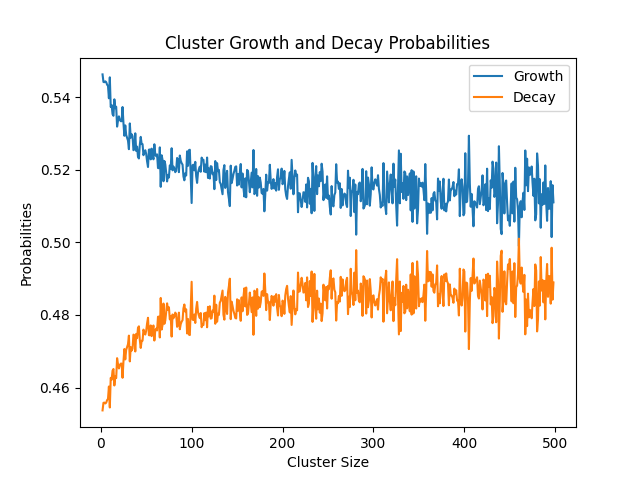 Cluster Growth and Decay Probabilities
Growth
Decay
0.54
0.52
0.50
0.48
0.46
Probabilities
0
100
200
300
400
500
Cluster Size